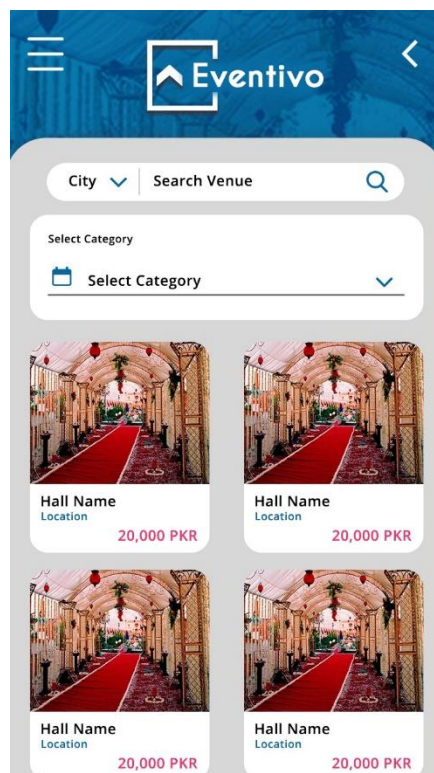 Eventivo
City Search Venue
Select Category
Select Category
Hall Name Hall Name
Location Location
20,000 PKR 20,000 PKR
Hall Name Hall Name
Location Location
20,000 PKR 20,000 PKR